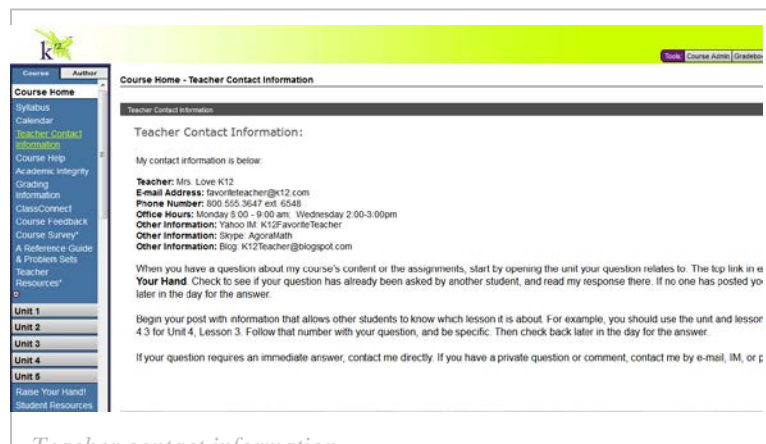 k12
Tools: Course Admin Gradeboo
Course Author
Course Home - Teacher Contact Information
Course Home
Syllabus
Calendar
Teacher Contact
Information
Course Help
Academic Integrity
Grading
Information
ClassConnect
Course Feedback
Course Survey*
A Reference Guide
& Problem Sets
Teacher
Resources*
Unit 1
Unit 2
Unit 3
Unit 4
Unit 5
Raise Your Hand!
Student Resources
Teacher Contact Information
Teacher Contact Information:
My contact information is below:
Teacher: Mrs. Love K12
E-mail Address: favoriteteacher@k12.com
Phone Number: 800.555.3647 ext. 6548
Office Hours: Monday 8:00 - 9:00 am; Wednesday 2:00-3:00pm
Other Information: Yahoo IM: K12FavoriteTeacher
Other Information: Skype: AgoraMath
Other Information: Blog: K12Teacher@blogspot.com
When you have a question about my course's content or the assignments, start by opening the unit your question relates to. The top link in e
Your Hand. Check to see if your question has already been asked by another student, and read my response there. If no one has posted yo
later in the day for the answer.
Begin your post with information that allows other students to know which lesson it is about. For example, you should use the unit and lesson
4.3 for Unit 4, Lesson 3. Follow that number with your question, and be specific. Then check back later in the day for the answer.
If your question requires an immediate answer, contact me directly. If you have a private question or comment, contact me by e-mail, IM, or p
Teacher contact information